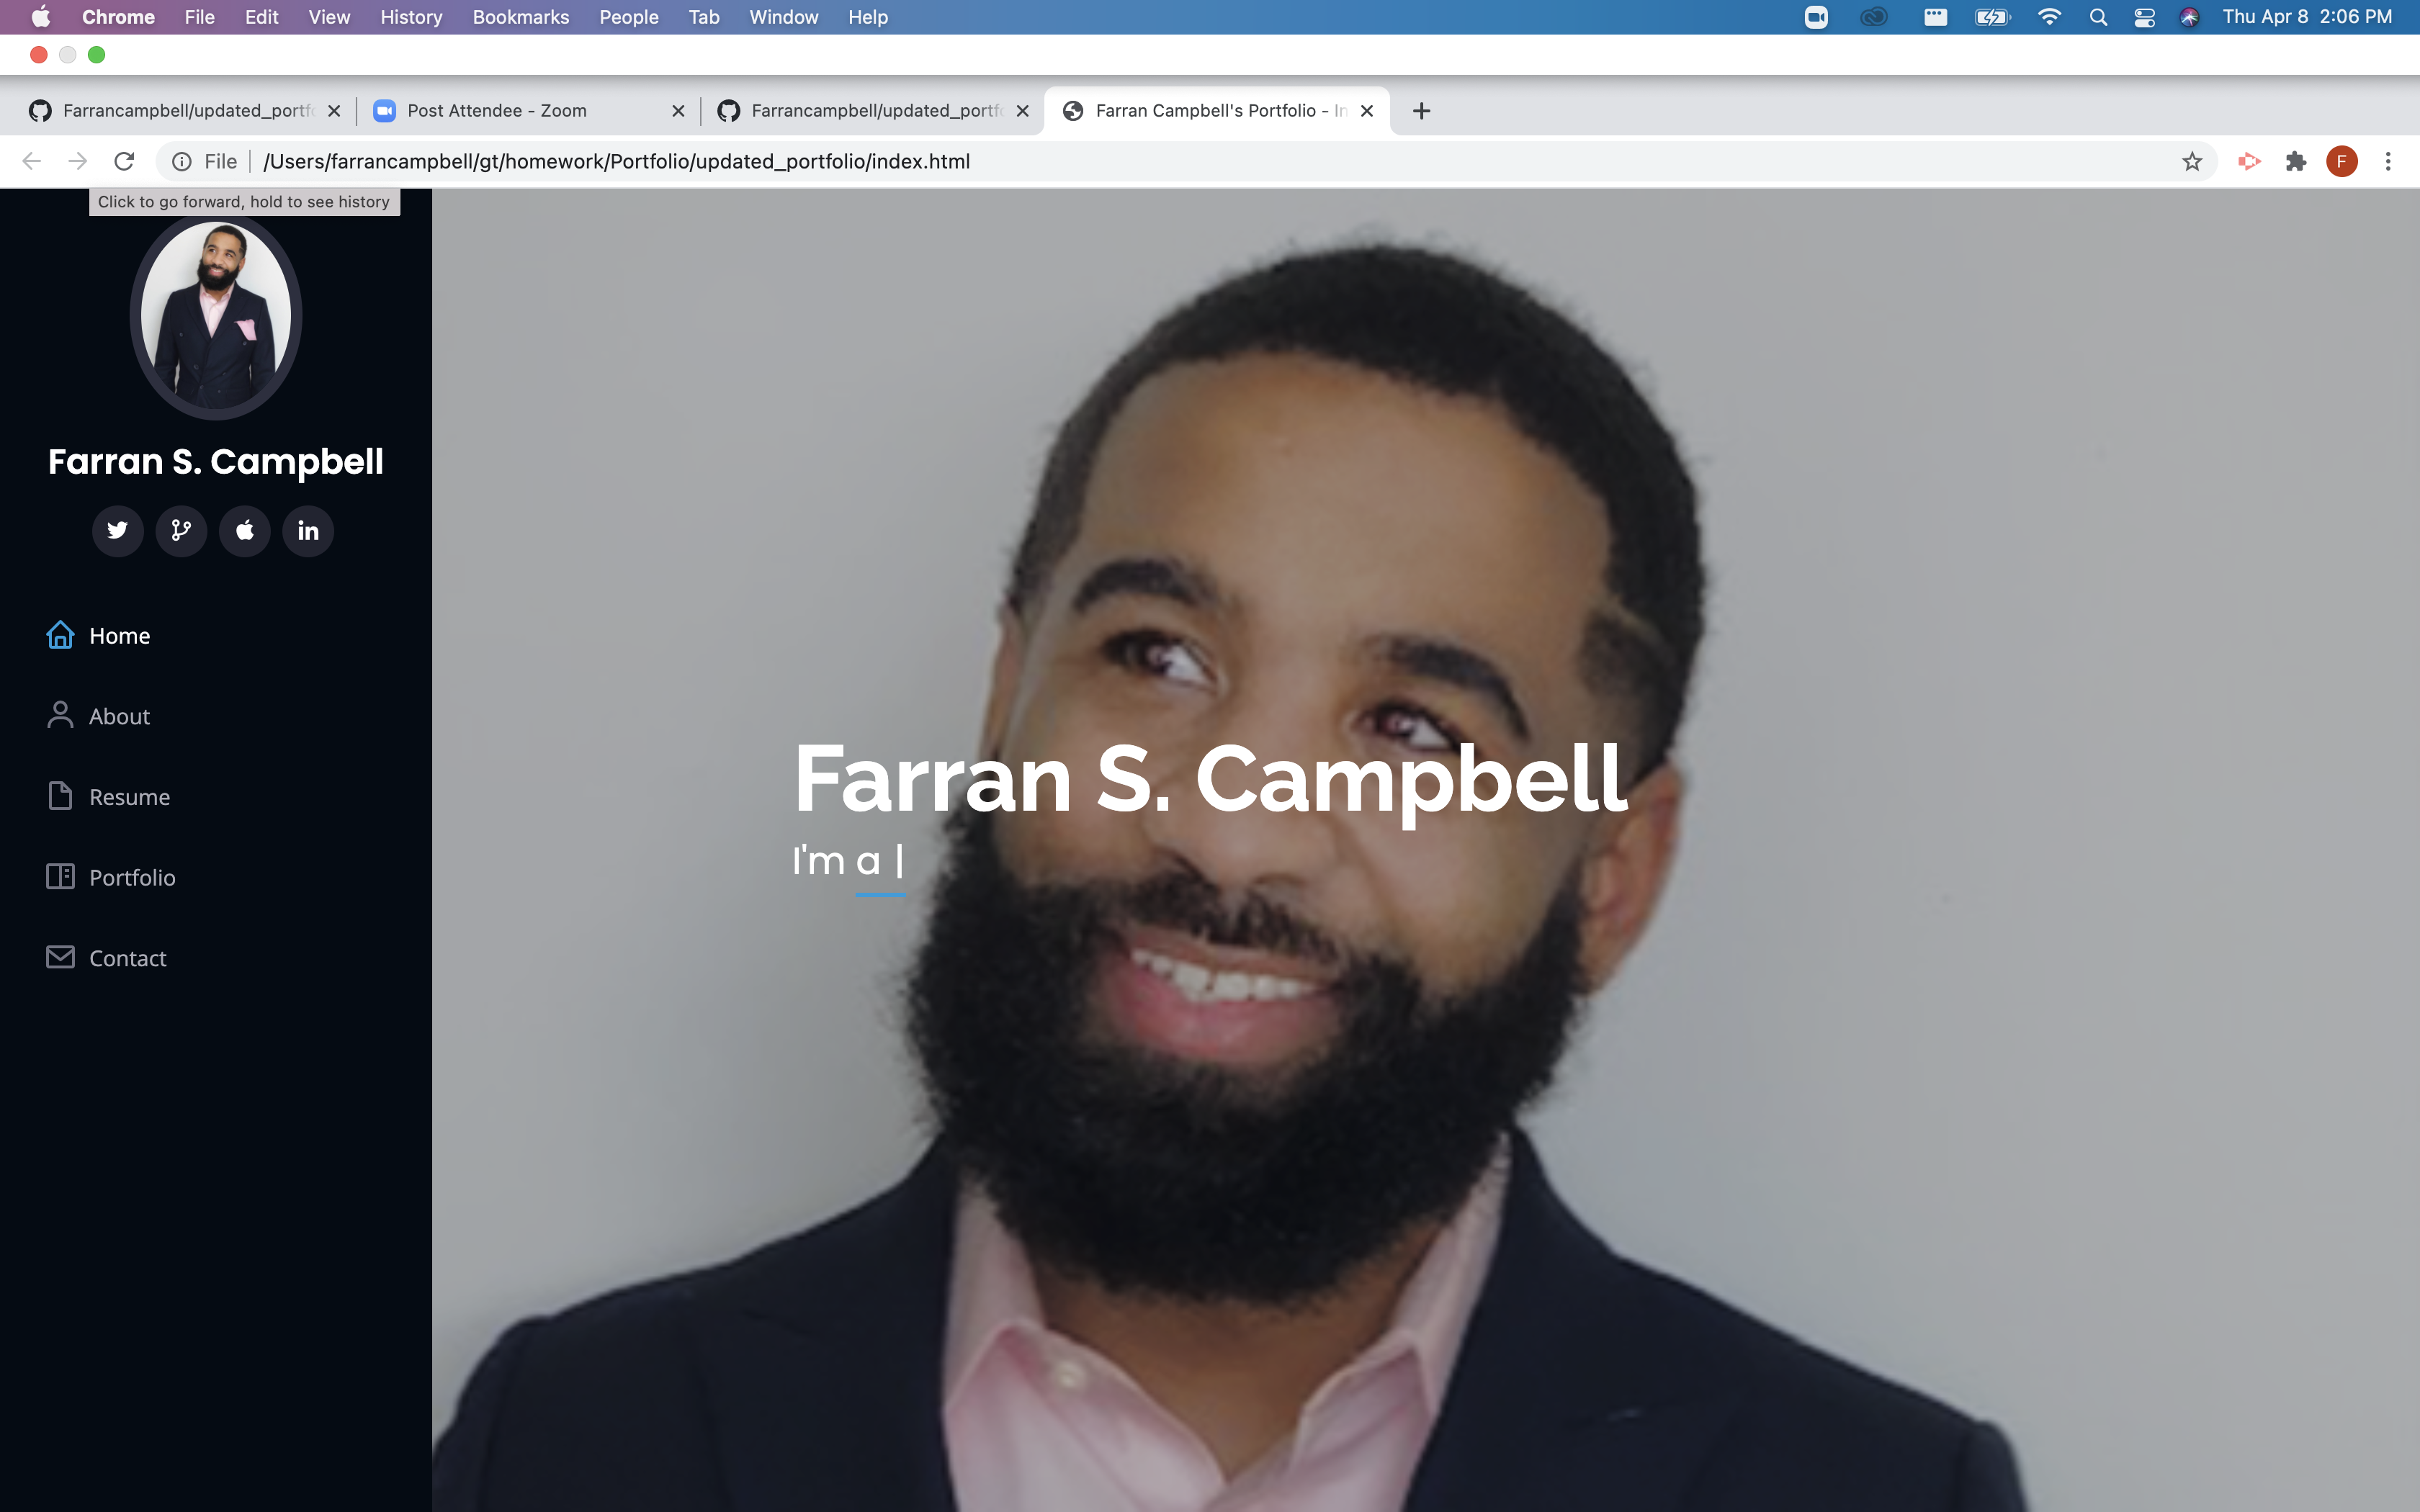 Chrome File Edit View History Bookmarks People Tab Window Help Thu Apr 8 2:06 PM
Farrancampbell/updated_portf Post Attendee - Zoom Farrancampbell/updated_portfo Farran Campbell's Portfolio - In
File /Users/farrancampbell/gt/homework/Portfolio/updated_portfolio/index.html F
Click to go forward, hold to see history
Farran S. Campbell
in
Home
About
Resume
Portfolio
Contact
Farran S. Campbell
I'm a |